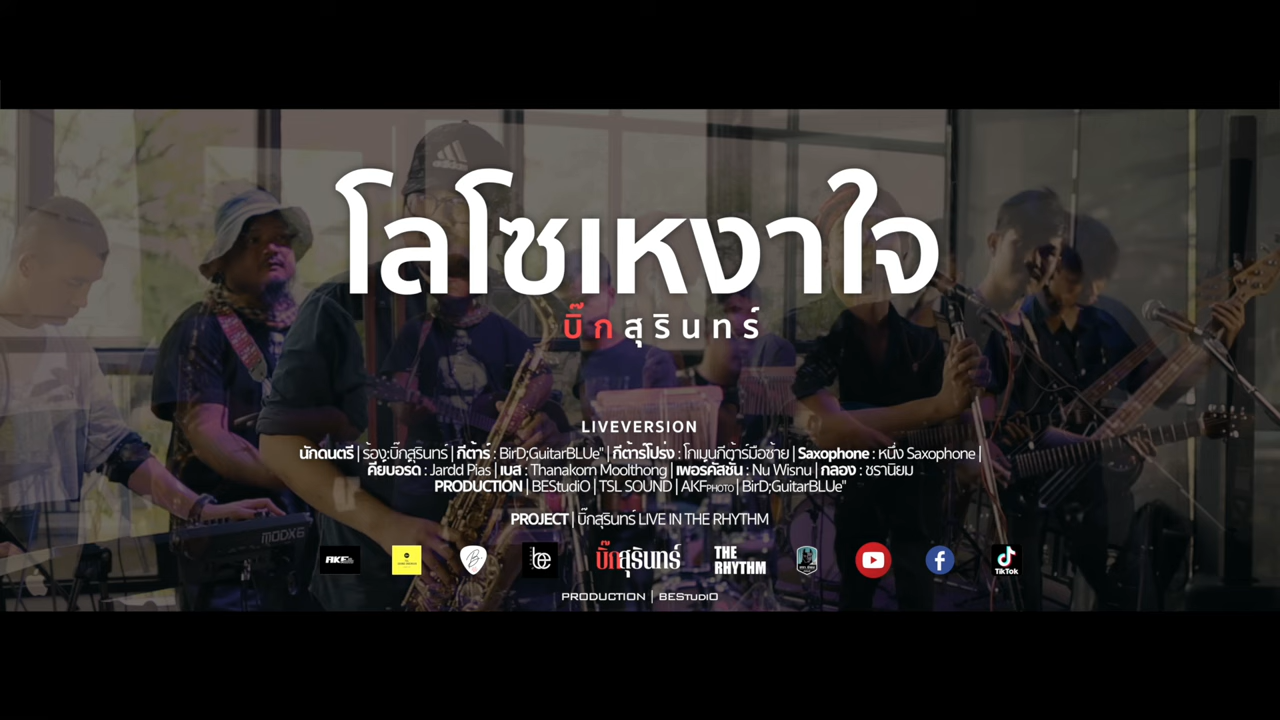 โลโซเหงาใจ
บิ๊กสุรินทร์
LIVEVERSION
นักดนตรี | ร้อง:บิ๊กสุรินทร์ | กีต้าร์ : BirD;GuitarBLUe" | กีต้าร์โปร่ง : โกเมนกีต้าร์มือซ้าย | Saxophone : หนึ่ง Saxophone |
คีย์บอร์ด : Jardd Pias | เบส : Thanakorn Moolthong | เพอร์คัสชั่น : Nu Wisnu | กลอง : ชรานิยม
PRODUCTION | BEStudiO | TSL SOUND | AKFPHOTO | BirD;GuitarBLUe"
PROJECT | บิ๊กสุรินทร์ LIVE IN THE RHYTHM
be บิ๊กสุรินทร์ THE RHYTHM TikTok
PRODUCTION | BEStudiO
adidas
MODX6